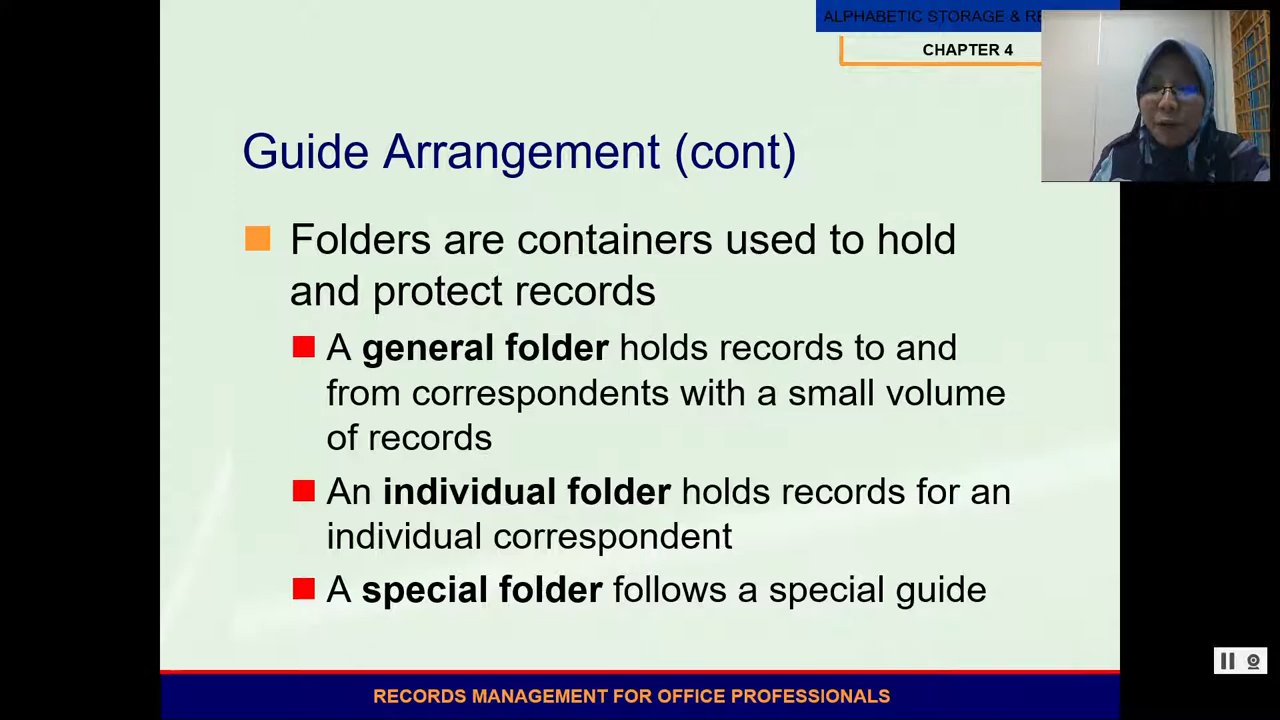 ALPHABETIC STORAGE &
CHAPTER 4
Guide Arrangement (cont)
Folders are containers used to hold
and protect records
A general folder holds records to and
from correspondents with a small volume
of records
An individual folder holds records for an
individual correspondent
A special folder follows a special guide
RECORDS MANAGEMENT FOR OFFICE PROFESSIONALS